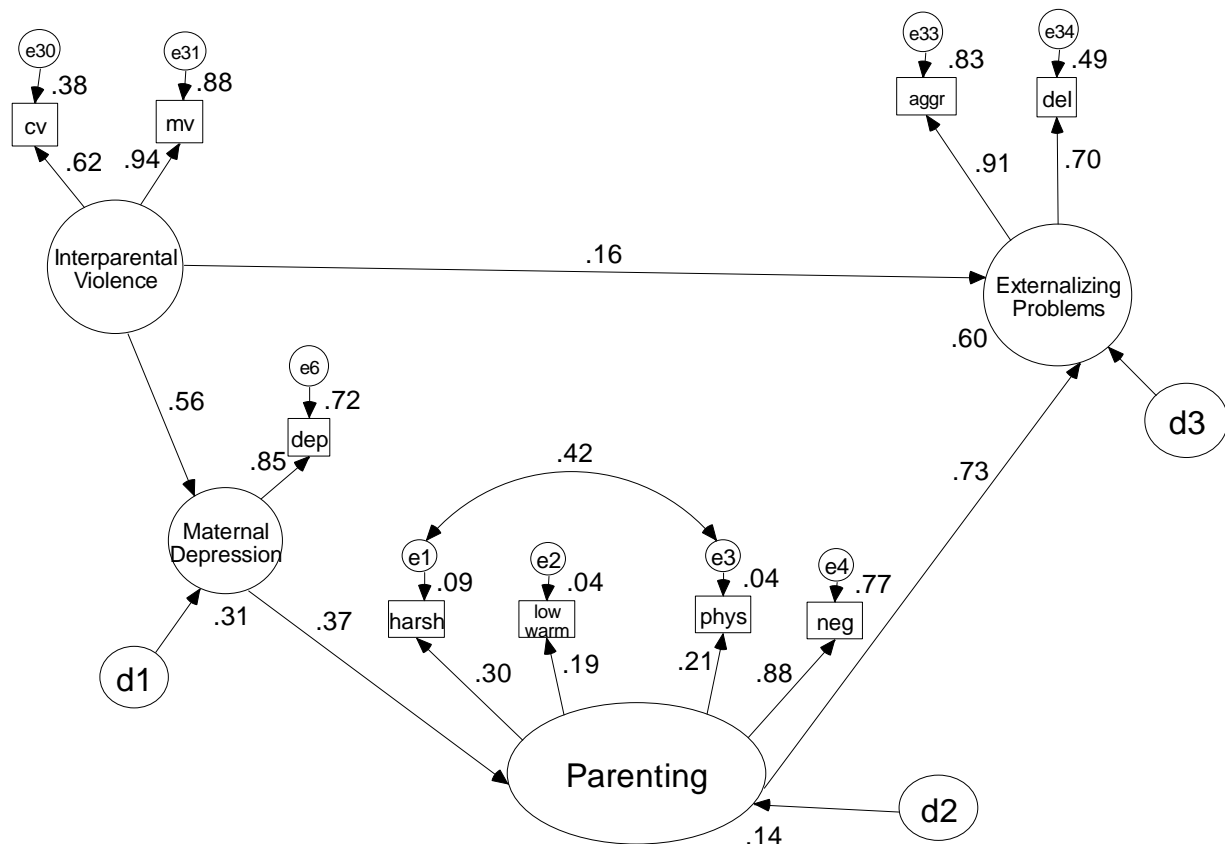 e30
e31
e33
e34
.38
.88
.83
.49
cv
mv
aggr
del
.62
.94
.91
.70
Interparental
Violence
.16
Externalizing
Problems
.60
e6
.56
.72
dep
.85
d3
.42
.73
Maternal
Depression
e1
e2
e3
e4
.09
.04
.04
.77
harsh
low
warm
phys
neg
.31
.37
.30
.19
.21
.88
d1
Parenting
d2
.14